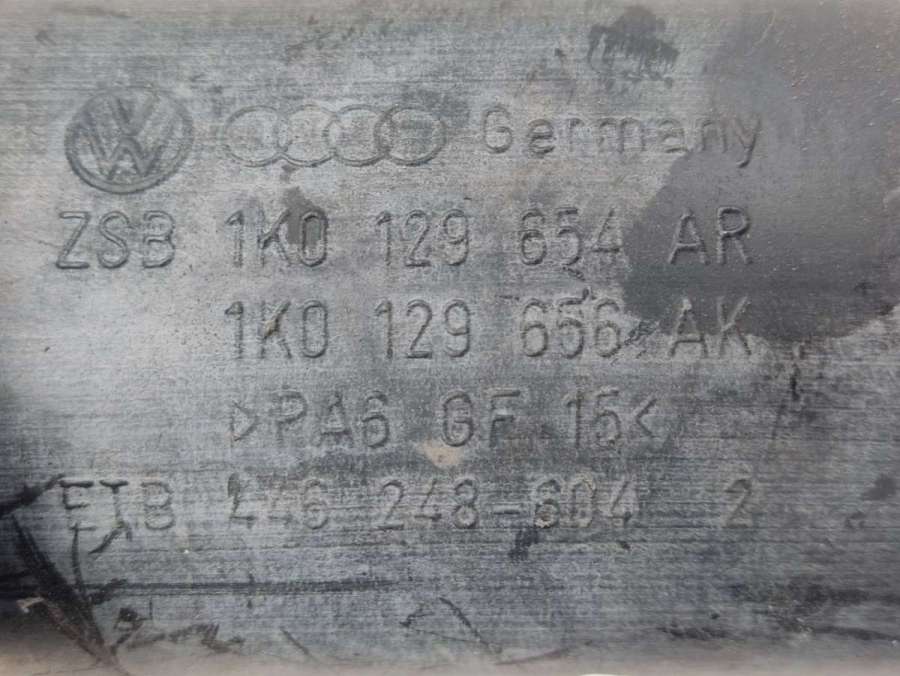 Germany
ZSB 1K0 129 654 AR
1K0 129 656 AK
>PA6 GF 15<
ETB 446 248-604 2